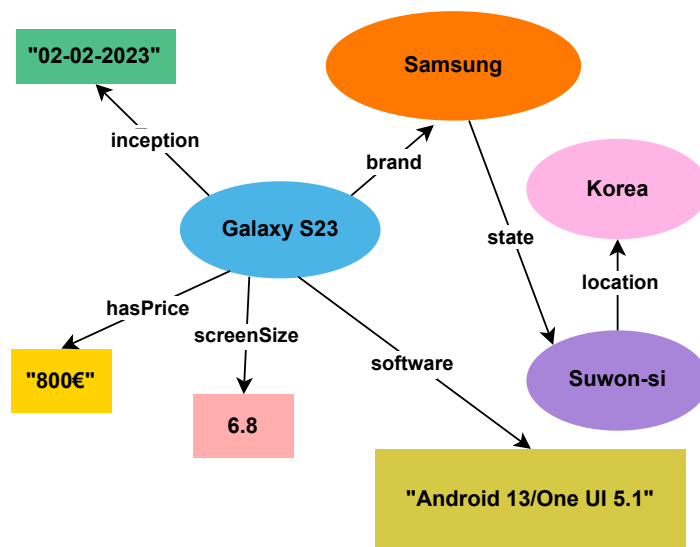 "02-02-2023"
Samsung
inception
brand
Korea
Galaxy S23
state
location
hasPrice
screenSize
software
"800€"
Suwon-si
6.8
"Android 13/One UI 5.1"